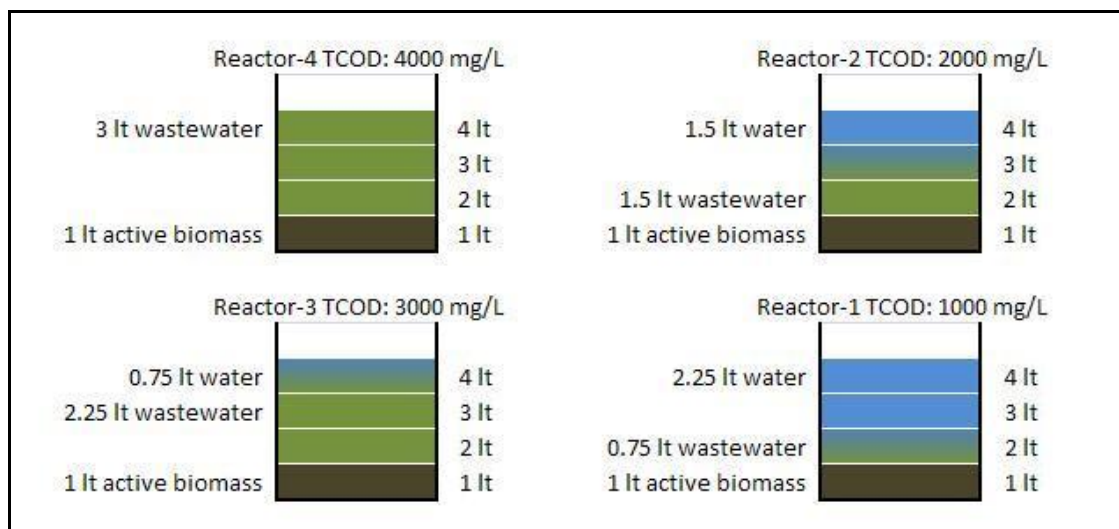 Reactor-4 TCOD: 4000 mg/L
3 lt wastewater
4 lt
3 lt
2 lt
1 lt active biomass
1 lt
Reactor-2 TCOD: 2000 mg/L
1.5 lt water
4 lt
3 lt
1.5 lt wastewater
2 lt
1 lt active biomass
1 lt
Reactor-3 TCOD: 3000 mg/L
0.75 lt water
4 lt
2.25 lt wastewater
3 lt
2 lt
1 lt active biomass
1 lt
Reactor-1 TCOD: 1000 mg/L
2.25 lt water
4 lt
3 lt
0.75 lt wastewater
2 lt
1 lt active biomass
1 lt